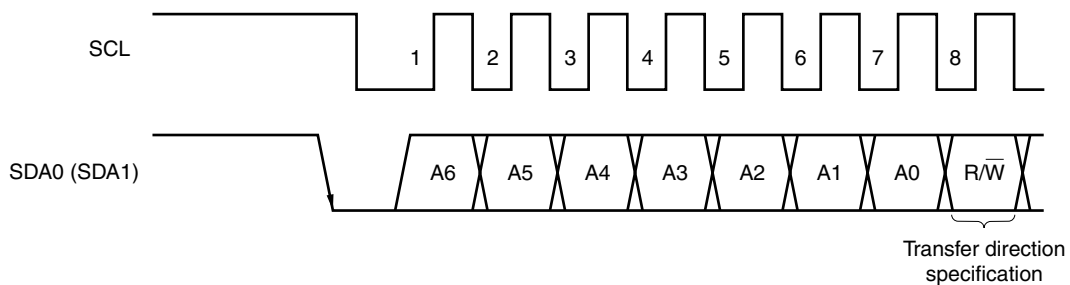 SCL
1 2 3 4 5 6 7 8
SDA0 (SDA1)
A6 A5 A4 A3 A2 A1 A0 R/W̅
Transfer direction
specification